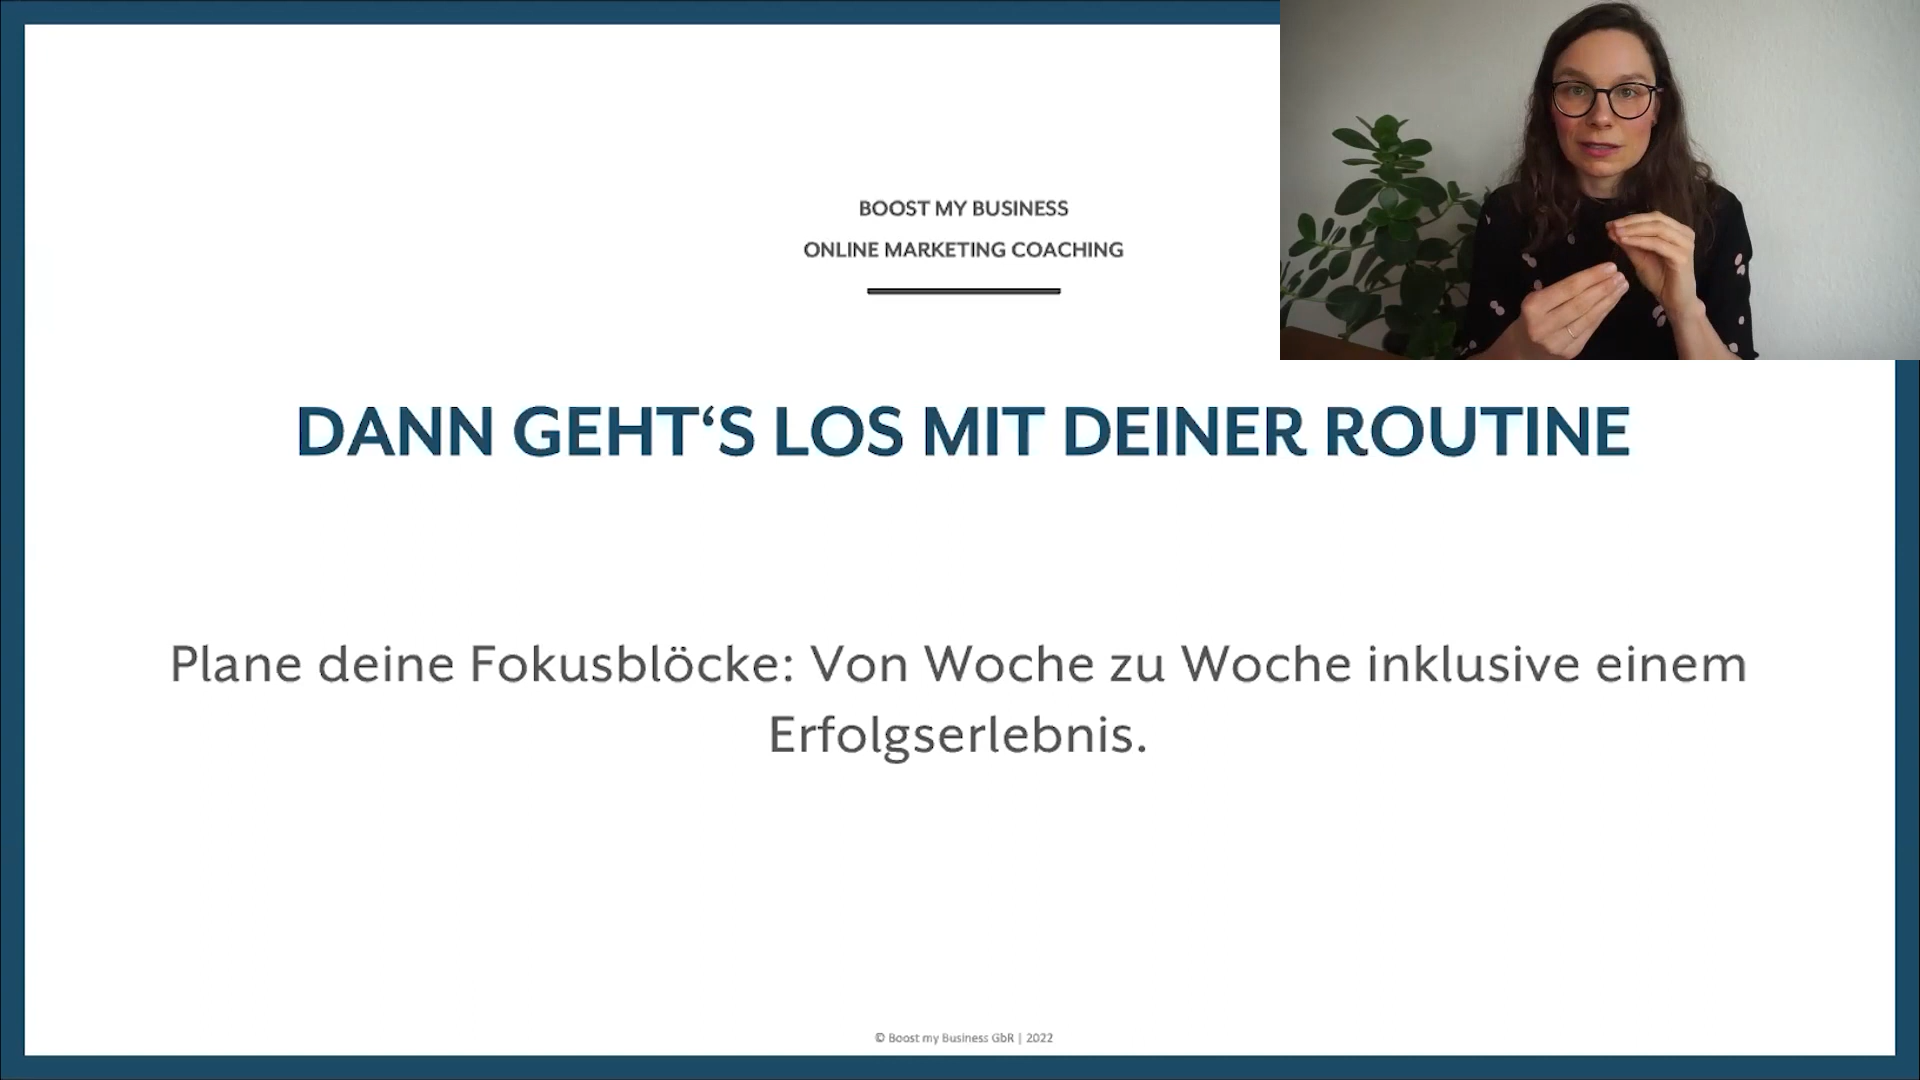 BOOST MY BUSINESS
ONLINE MARKETING COACHING
DANN GEHT‘S LOS MIT DEINER ROUTINE
Plane deine Fokusblöcke: Von Woche zu Woche inklusive einem
Erfolgserlebnis.
© Boost my Business GbR | 2022